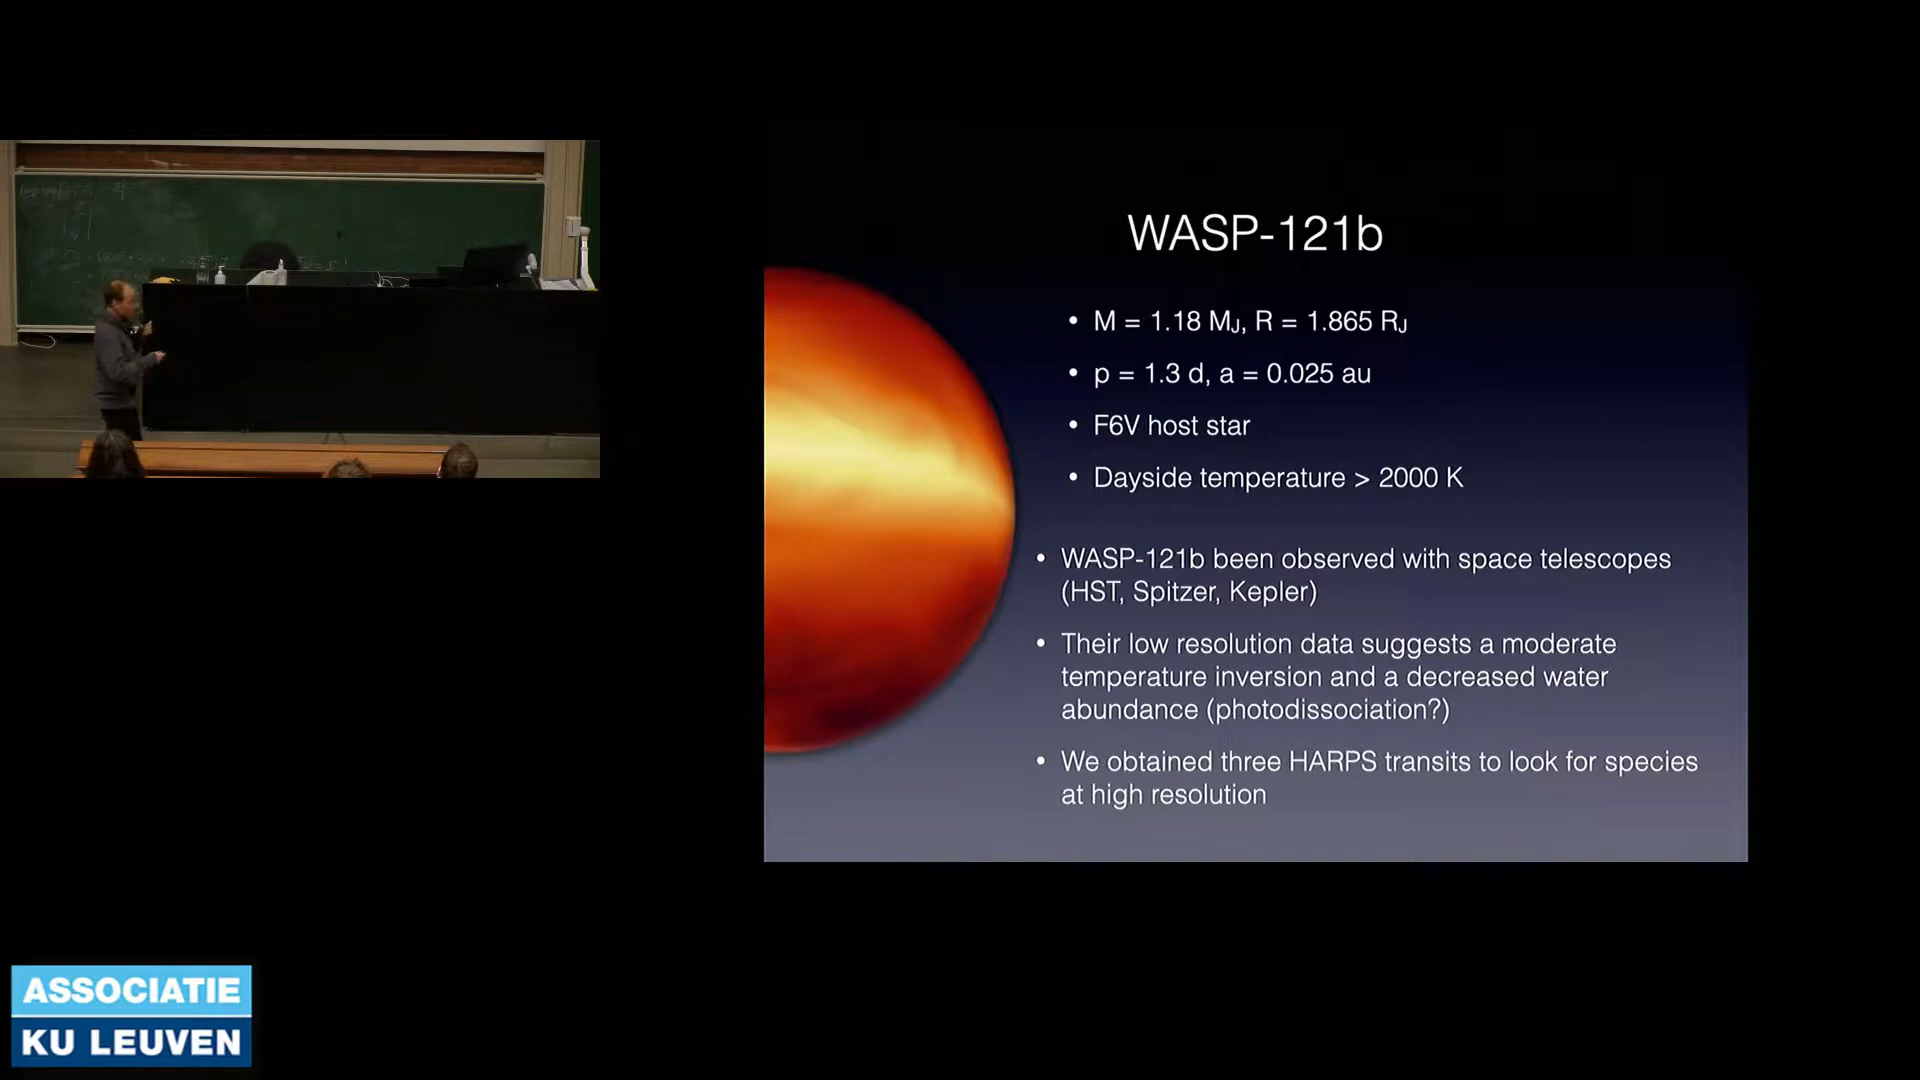 WASP-121b
• M = 1.18 MJ, R = 1.865 RJ
• p = 1.3 d, a = 0.025 au
• F6V host star
• Dayside temperature > 2000 K
• WASP-121b been observed with space telescopes
(HST, Spitzer, Kepler)
• Their low resolution data suggests a moderate
temperature inversion and a decreased water
abundance (photodissociation?)
• We obtained three HARPS transits to look for species
at high resolution
ASSOCIATIE
KU LEUVEN